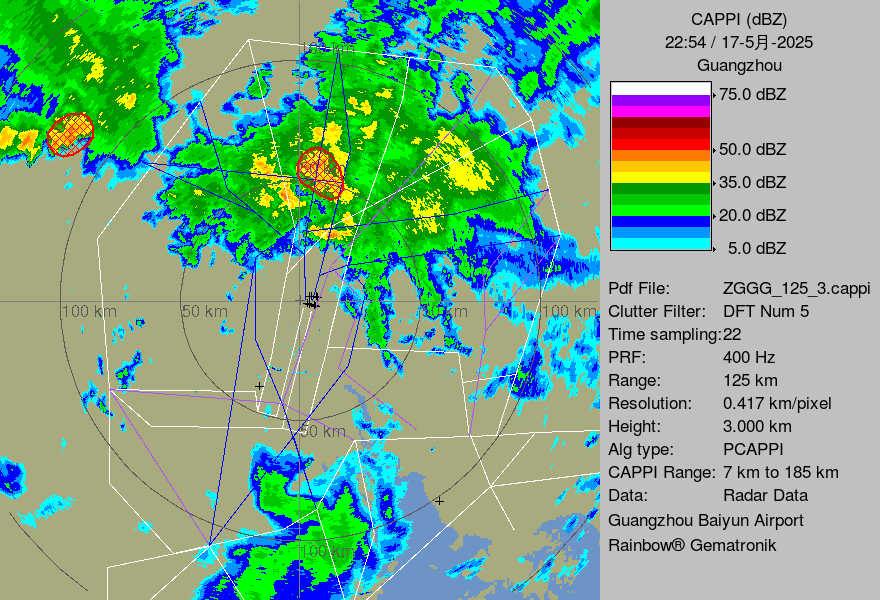 CAPPI (dBZ)
22:54 / 17-5月-2025
Guangzhou
75.0 dBZ
50.0 dBZ
35.0 dBZ
20.0 dBZ
5.0 dBZ
100 km
50 km
100 km
50 km
100 km
Pdf File: ZGGG_125_3.cappi
Clutter Filter: DFT Num 5
Time sampling:22
PRF: 400 Hz
Range: 125 km
Resolution: 0.417 km/pixel
Height: 3.000 km
Alg type: PCAPPI
CAPPI Range: 7 km to 185 km
Data: Radar Data
Guangzhou Baiyun Airport
Rainbow® Gematronik